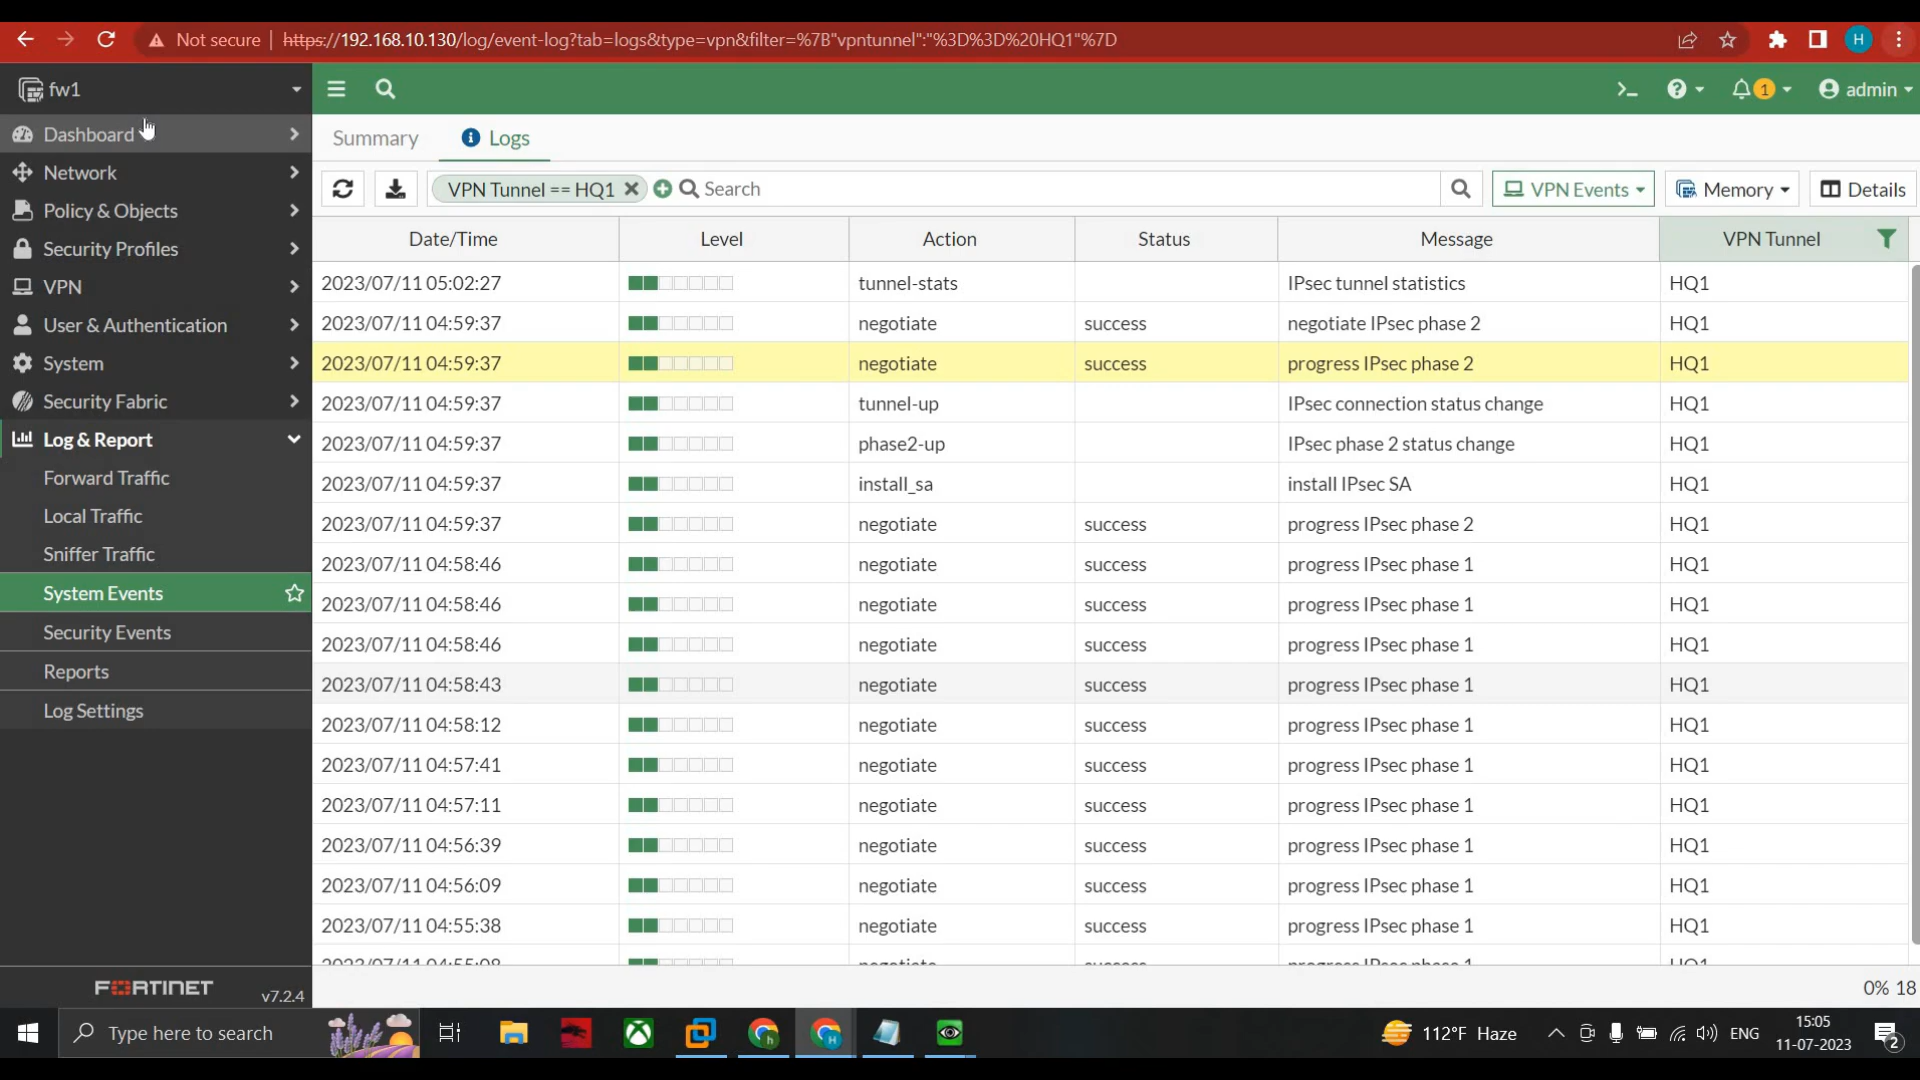 Not secure | https://192.168.10.130/log/event-log?tab=logs&type=vpn&filter=%7B"vpntunnel":"%3D%3D%20HQ1"%7D
H
fw1
1
admin
Dashboard
Network
Policy & Objects
Security Profiles
VPN
User & Authentication
System
Security Fabric
Log & Report
Forward Traffic
Local Traffic
Sniffer Traffic
System Events
Security Events
Reports
Log Settings
FORTINET
v7.2.4
Summary Logs
VPN Tunnel == HQ1 Search VPN Events Memory Details
Date/Time Level Action Status Message VPN Tunnel
2023/07/11 05:02:27 tunnel-stats IPsec tunnel statistics HQ1
2023/07/11 04:59:37 negotiate success negotiate IPsec phase 2 HQ1
2023/07/11 04:59:37 negotiate success progress IPsec phase 2 HQ1
2023/07/11 04:59:37 tunnel-up IPsec connection status change HQ1
2023/07/11 04:59:37 phase2-up IPsec phase 2 status change HQ1
2023/07/11 04:59:37 install_sa install IPsec SA HQ1
2023/07/11 04:59:37 negotiate success progress IPsec phase 2 HQ1
2023/07/11 04:58:46 negotiate success progress IPsec phase 1 HQ1
2023/07/11 04:58:46 negotiate success progress IPsec phase 1 HQ1
2023/07/11 04:58:46 negotiate success progress IPsec phase 1 HQ1
2023/07/11 04:58:43 negotiate success progress IPsec phase 1 HQ1
2023/07/11 04:58:12 negotiate success progress IPsec phase 1 HQ1
2023/07/11 04:57:41 negotiate success progress IPsec phase 1 HQ1
2023/07/11 04:57:11 negotiate success progress IPsec phase 1 HQ1
2023/07/11 04:56:39 negotiate success progress IPsec phase 1 HQ1
2023/07/11 04:56:09 negotiate success progress IPsec phase 1 HQ1
2023/07/11 04:55:38 negotiate success progress IPsec phase 1 HQ1
0% 18
Type here to search
112°F Haze
ENG
15:05
11-07-2023
2